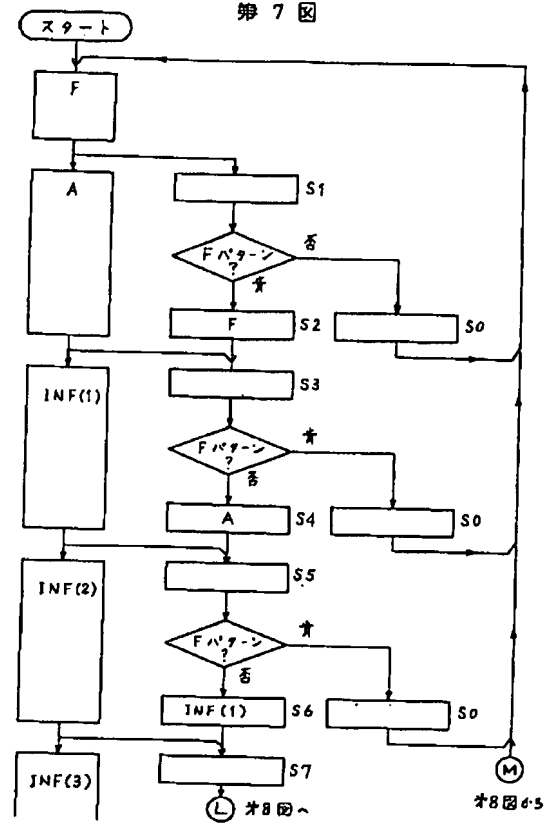 第7図
スタート
F
A
S1
Fパターン
?
否
肯
F
S2
S0
INF(1)
S3
Fパターン
?
肯
否
A
S4
S0
INF(2)
S5
Fパターン
?
肯
否
INF(1)
S6
S0
INF(3)
S7
L
才8図へ
M
才8図から